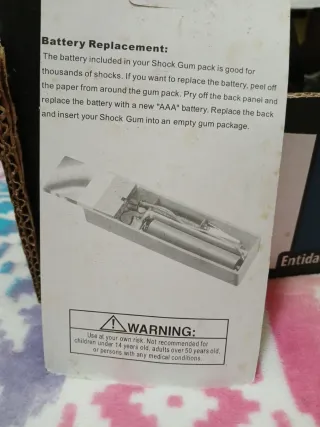 Battery Replacement:
The battery included in your Shock Gum pack is good for
thousands of shocks. If you want to replace the battery, peel off
the paper from around the gum pack. Pry off the back panel and
replace the battery with a new "AAA" battery. Replace the back
and insert your Shock Gum into an empty gum package.
WARNING:
Use at your own risk. Not recommended for
children under 14 years old, adults over 50 years old,
or persons with any medical conditions.
Entida